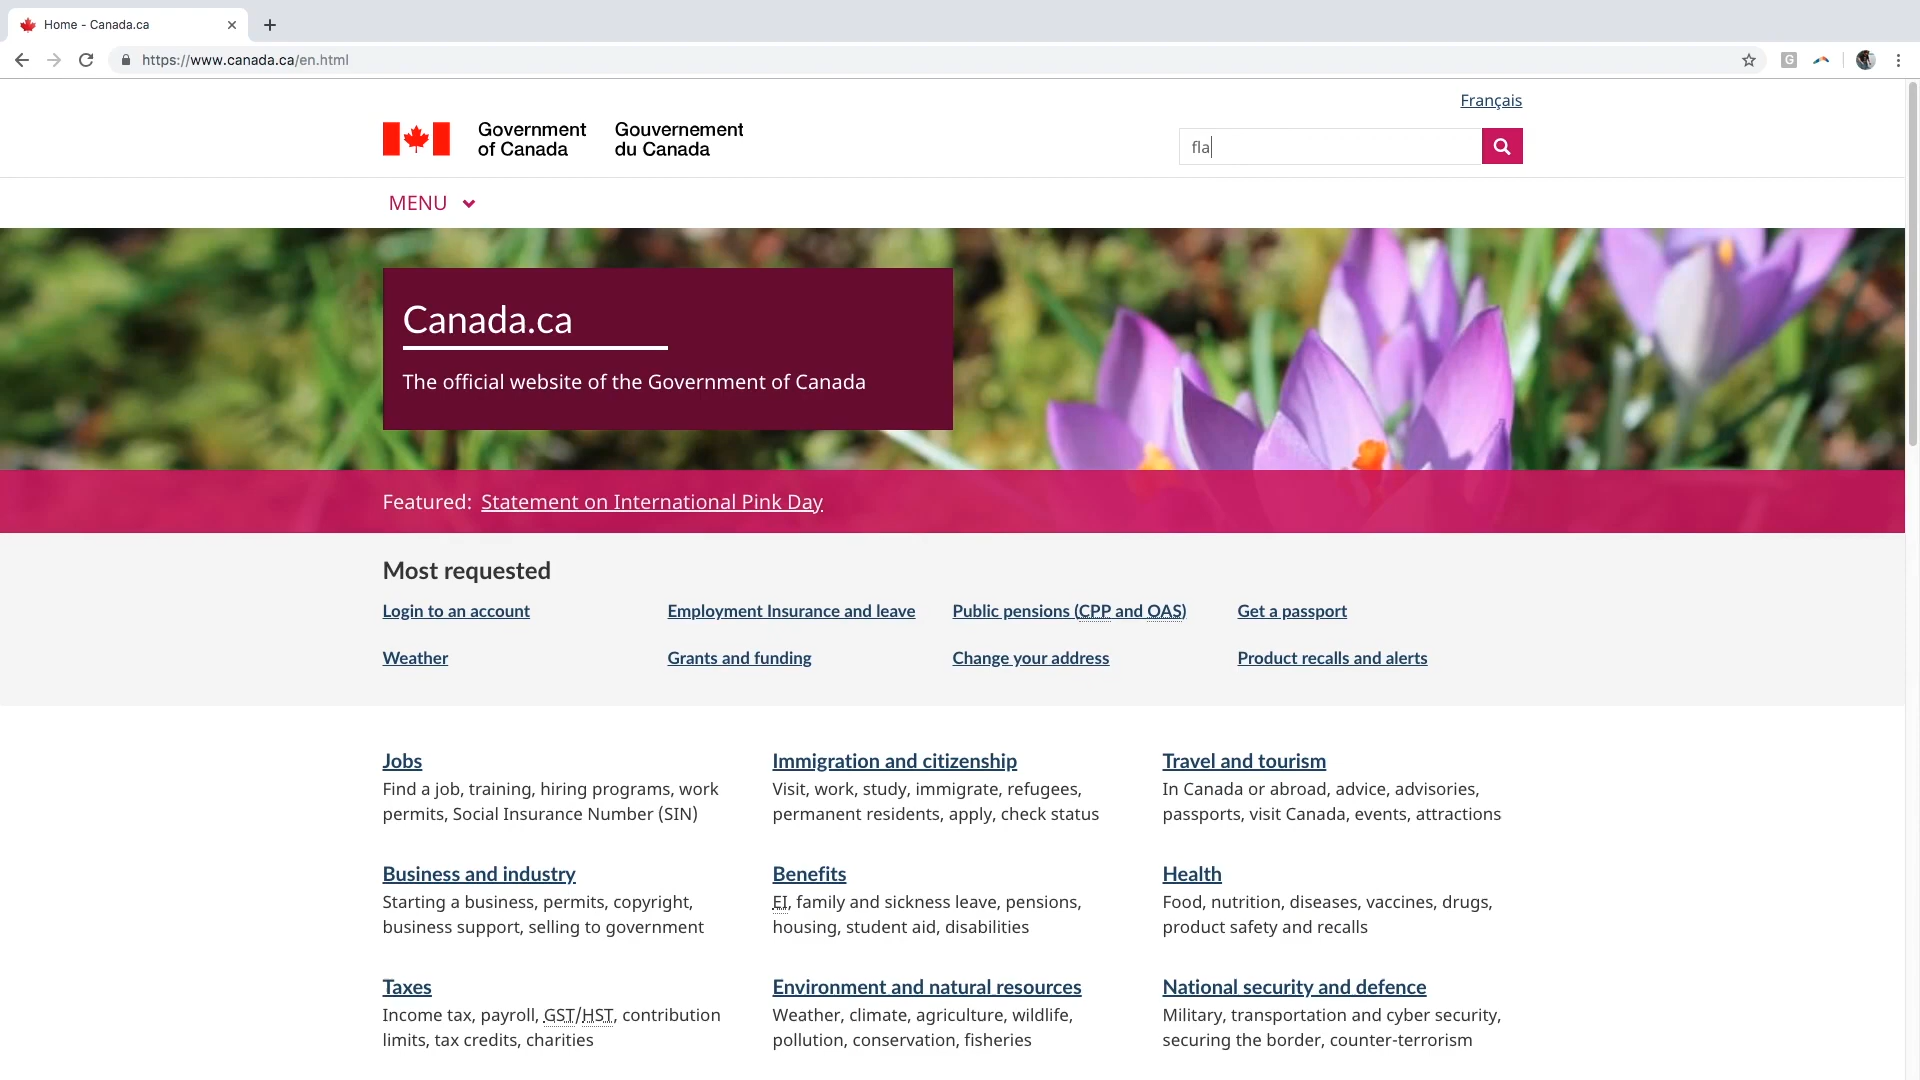 Home - Canada.ca
https://www.canada.ca/en.html
G
Français
Government of Canada
Gouvernement du Canada
fla
MENU
Canada.ca
The official website of the Government of Canada
Featured: Statement on International Pink Day
Most requested
Login to an account
Employment Insurance and leave
Public pensions (CPP and OAS)
Get a passport
Weather
Grants and funding
Change your address
Product recalls and alerts
Jobs
Find a job, training, hiring programs, work
permits, Social Insurance Number (SIN)
Immigration and citizenship
Visit, work, study, immigrate, refugees,
permanent residents, apply, check status
Travel and tourism
In Canada or abroad, advice, advisories,
passports, visit Canada, events, attractions
Business and industry
Starting a business, permits, copyright,
business support, selling to government
Benefits
EI, family and sickness leave, pensions,
housing, student aid, disabilities
Health
Food, nutrition, diseases, vaccines, drugs,
product safety and recalls
Taxes
Income tax, payroll, GST/HST, contribution
limits, tax credits, charities
Environment and natural resources
Weather, climate, agriculture, wildlife,
pollution, conservation, fisheries
National security and defence
Military, transportation and cyber security,
securing the border, counter-terrorism